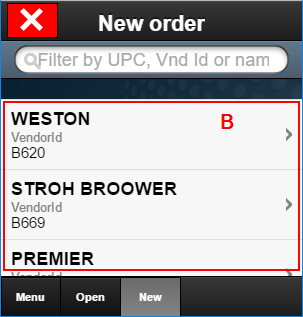 New order
Filter by UPC, Vnd Id or nam
WESTON
B
VendorId
B620
STROH BROOWER
VendorId
B669
PREMIER
VendorId
Menu Open New